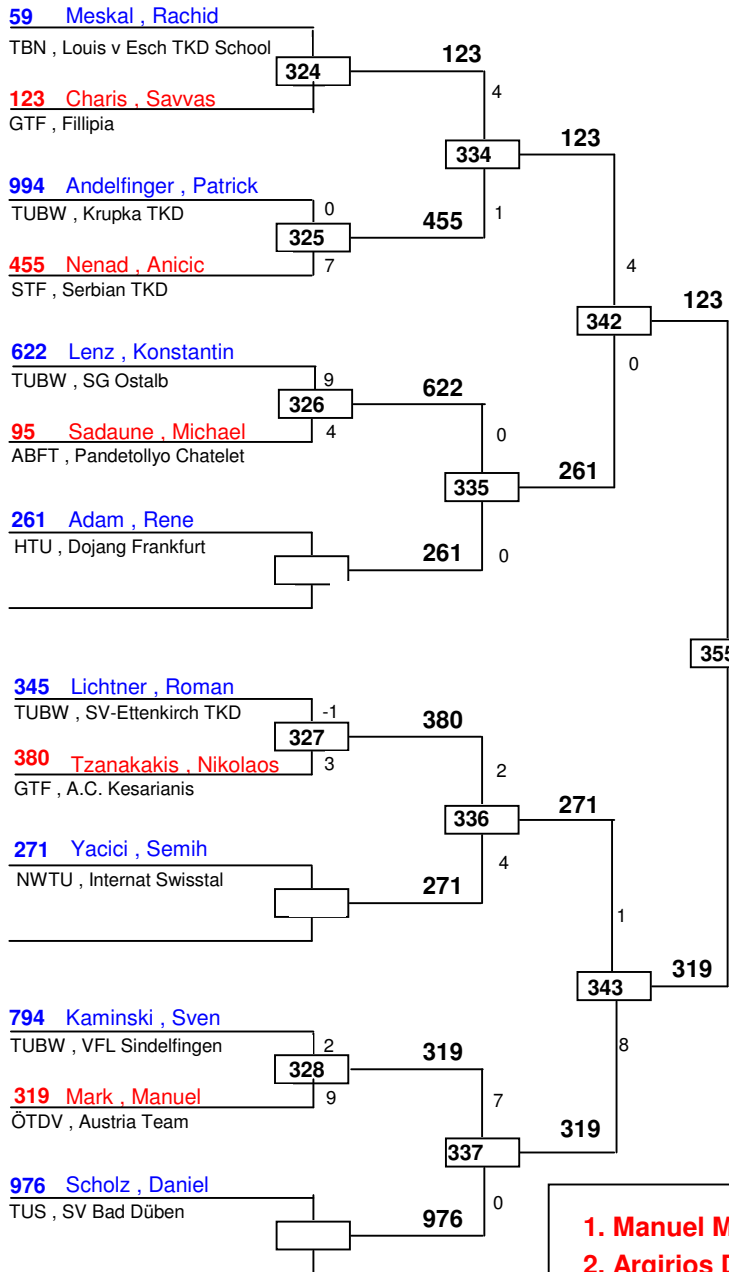 59 Meskal , Rachid
TBN , Louis v Esch TKD School
324
123
123 Charis , Savvas
GTF , Fillipia
4
334
123
994 Andelfinger , Patrick
TUBW , Krupka TKD
0
325
455
1
455 Nenad , Anicic
7
STF , Serbian TKD
4
342
123
0
622 Lenz , Konstantin
TUBW , SG Ostalb
9
326
622
95 Sadaune , Michael
4
ABFT , Pandetollyo Chatelet
0
335
261
261 Adam , Rene
HTU , Dojang Frankfurt
261
0
355
345 Lichtner , Roman
TUBW , SV-Ettenkirch TKD
-1
327
380
380 Tzanakakis , Nikolaos
3
GTF , A.C. Kesarianis
2
336
271
271 Yacici , Semih
NWTU , Internat Swisstal
271
4
1
343
319
8
794 Kaminski , Sven
TUBW , VFL Sindelfingen
2
328
319
319 Mark , Manuel
9
ÖTDV , Austria Team
7
337
319
976 Scholz , Daniel
TUS , SV Bad Düben
976
0
1. Manuel M
2. Argirios D